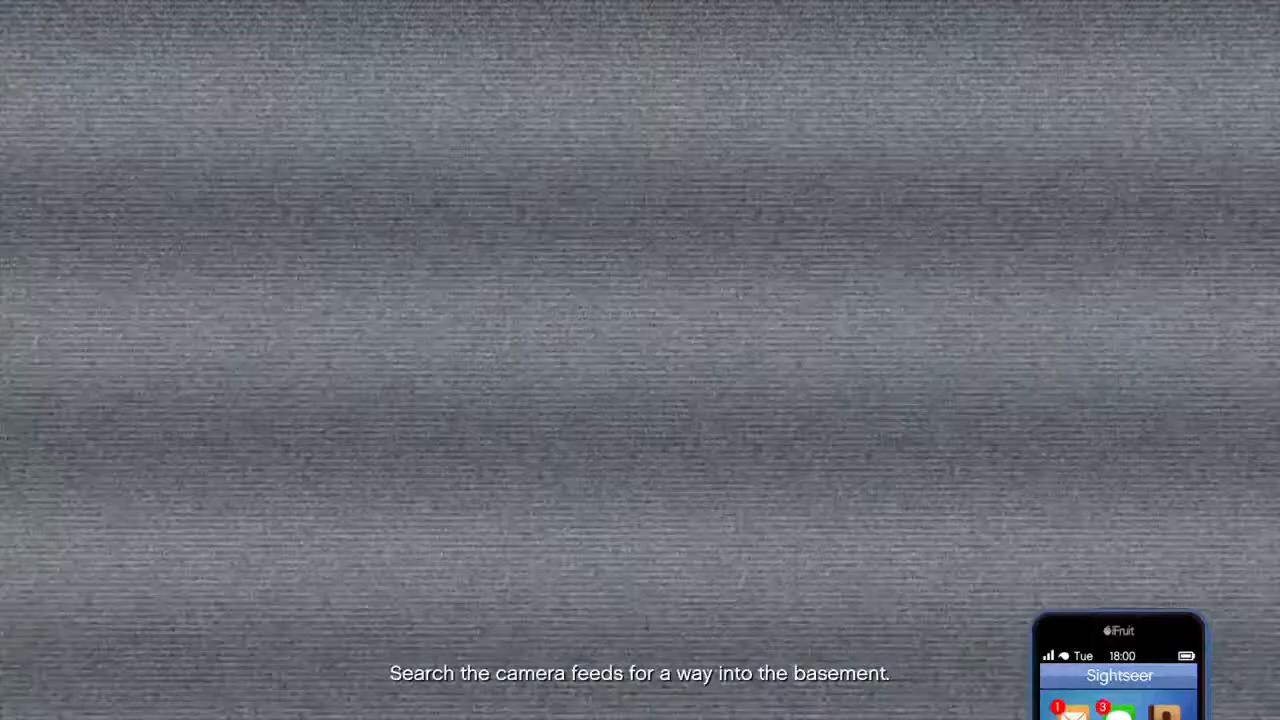 iFruit
Tue 18:00
Sightseer
1 3
Search the camera feeds for a way into the basement.